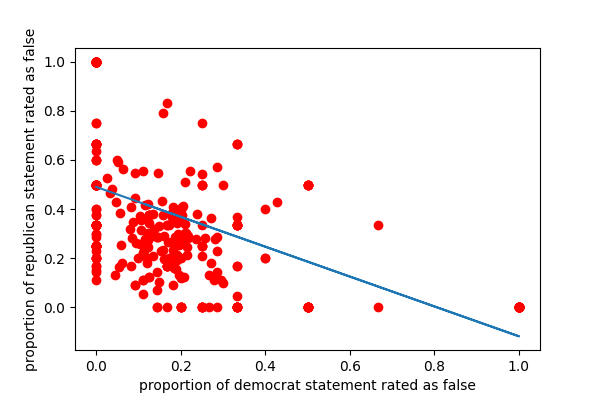 proportion of republican statement rated as false
1.0
0.8
0.6
0.4
0.2
0.0
0.0 0.2 0.4 0.6 0.8 1.0
proportion of democrat statement rated as false